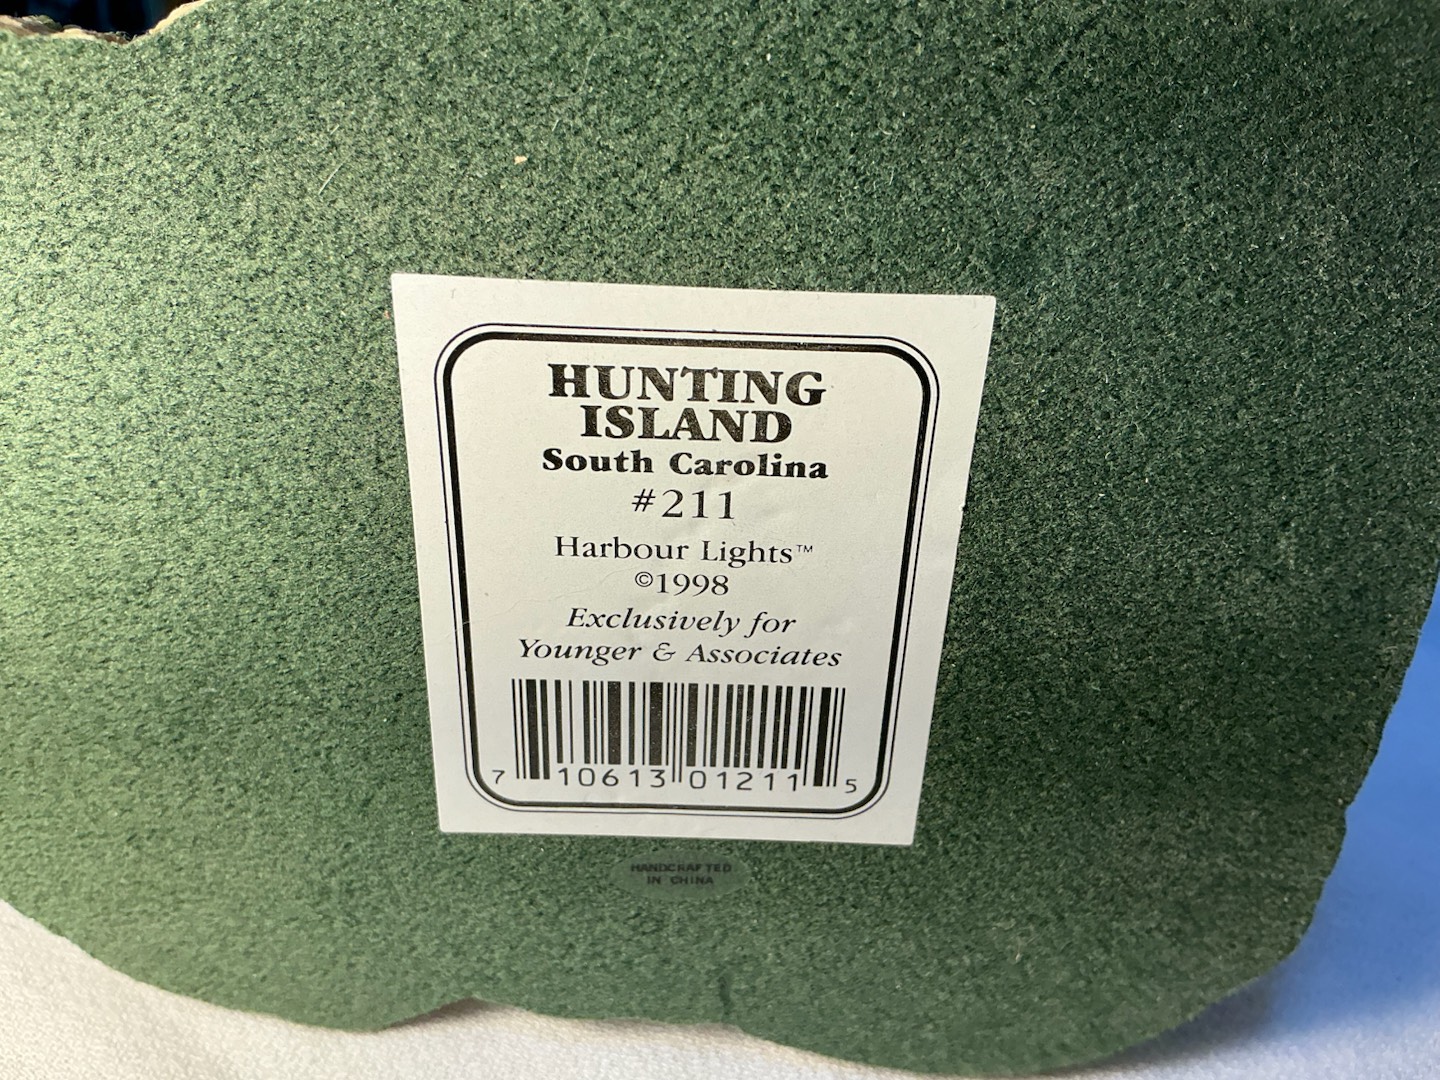 HUNTING
ISLAND
South Carolina
#211
Harbour Lights™
©1998
Exclusively for
Younger & Associates
7 10613 01211 5
HANDCRAFTED
IN CHINA